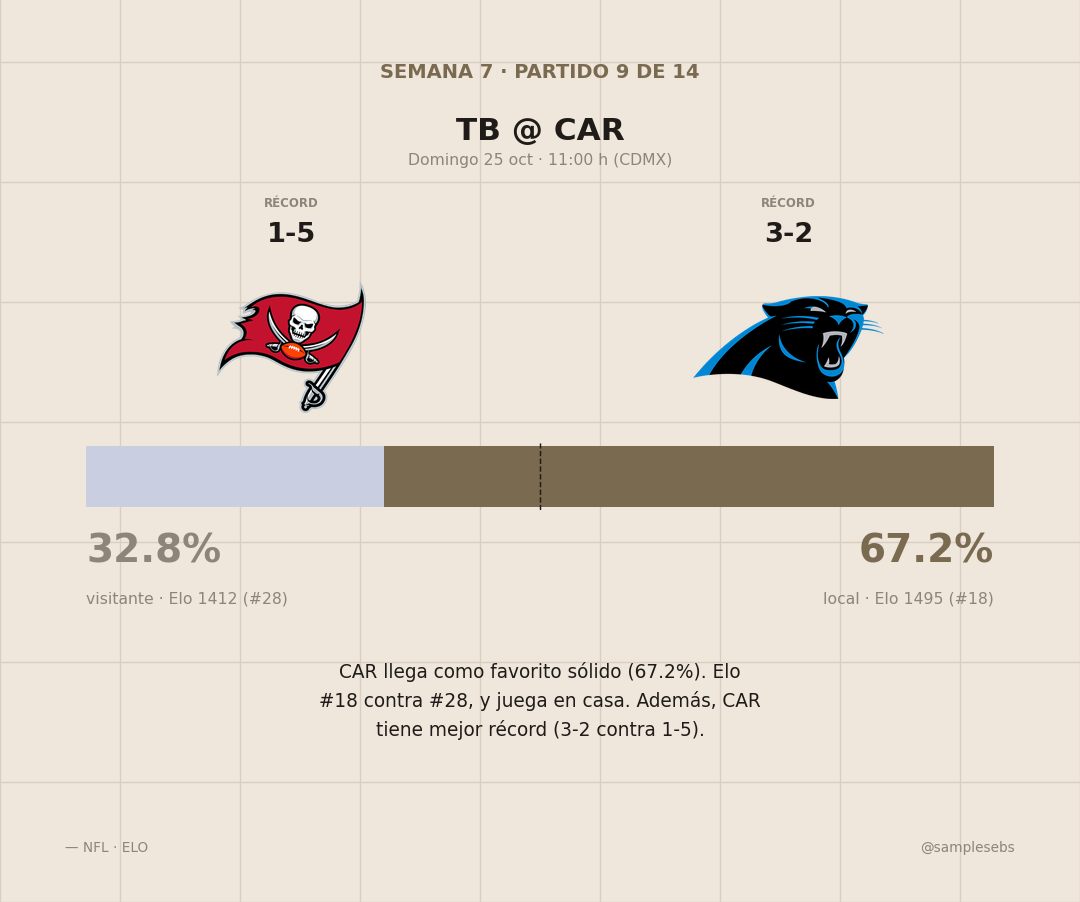 SEMANA 7 · PARTIDO 9 DE 14
TB @ CAR
Domingo 25 oct · 11:00 h (CDMX)
RÉCORD
1-5
RÉCORD
3-2
32.8%
67.2%
visitante · Elo 1412 (#28)
local · Elo 1495 (#18)
CAR llega como favorito sólido (67.2%). Elo
#18 contra #28, y juega en casa. Además, CAR
tiene mejor récord (3-2 contra 1-5).
— NFL · ELO
@samplesebs